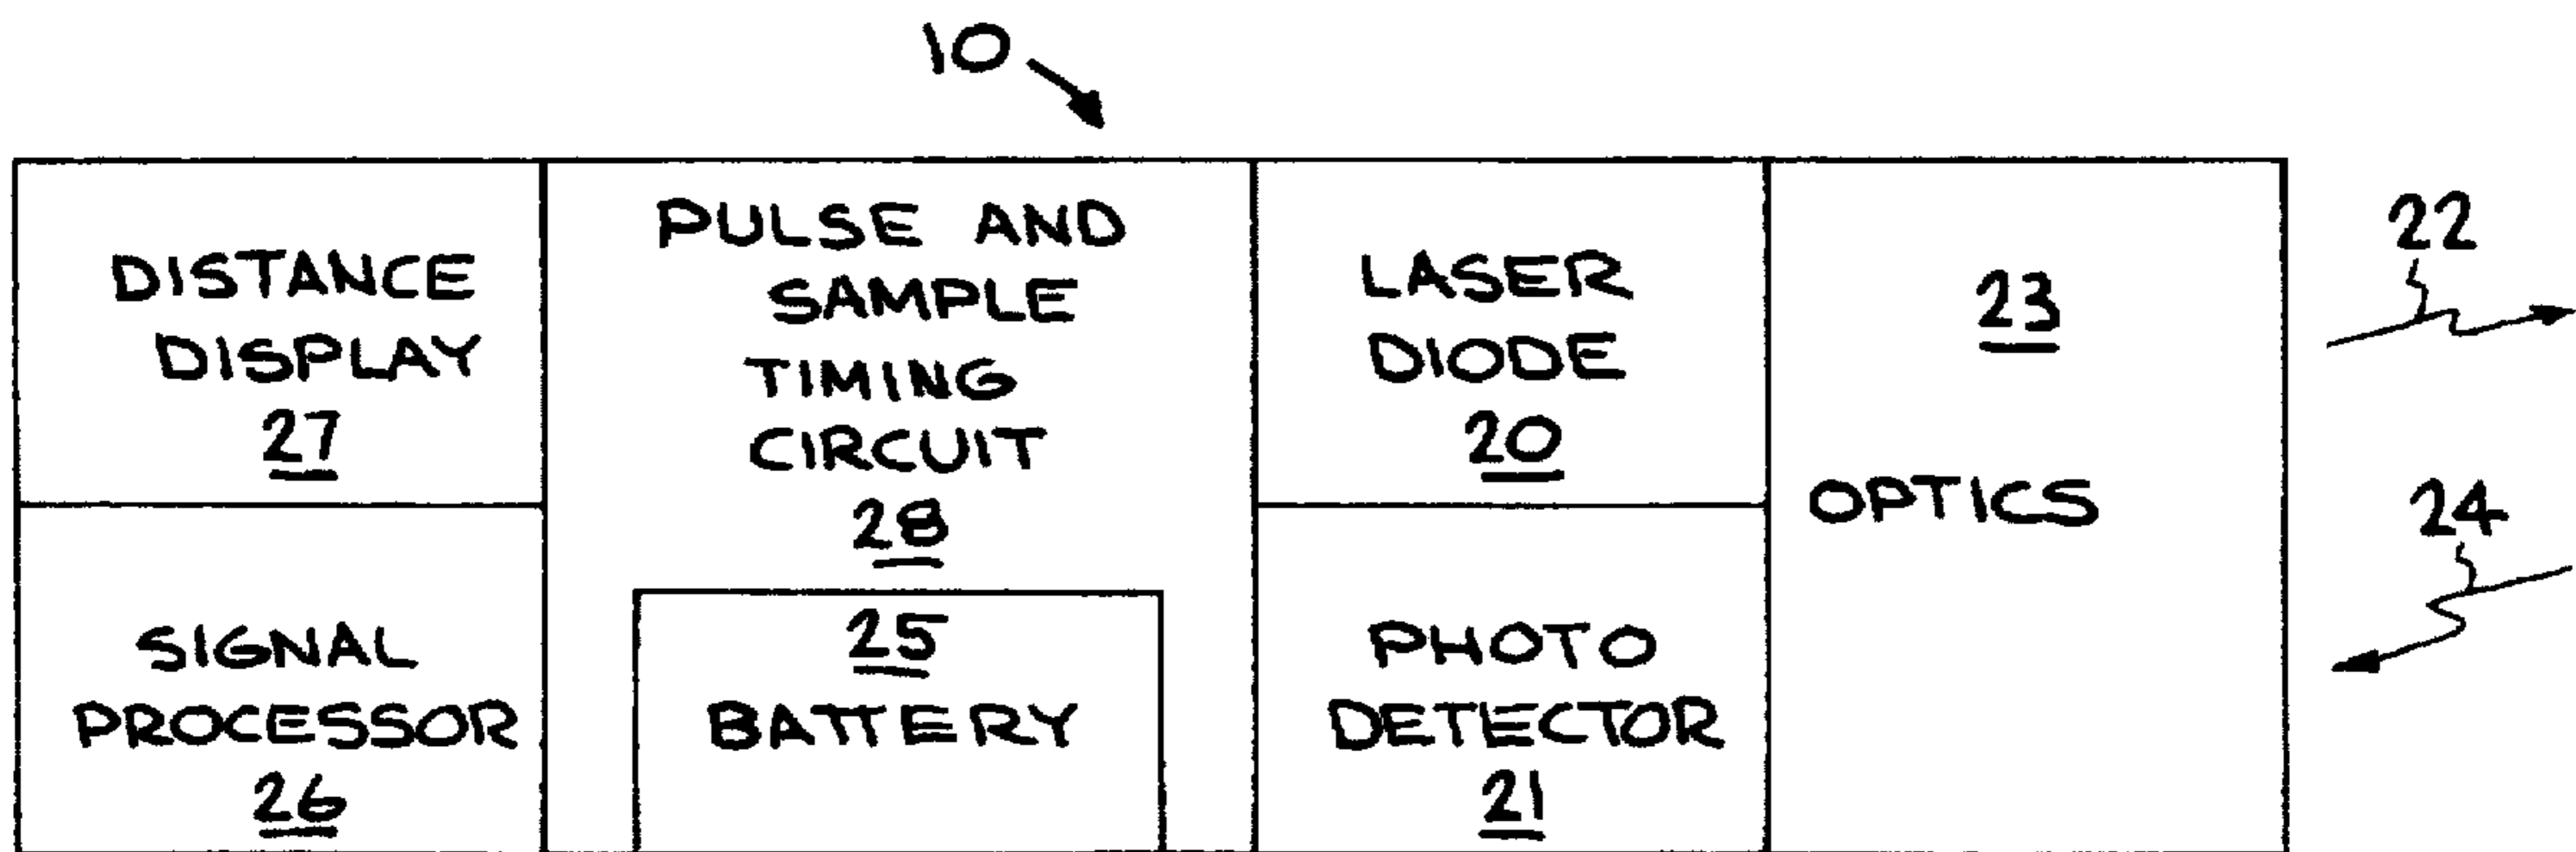 10
DISTANCE
DISPLAY
27
SIGNAL
PROCESSOR
26
PULSE AND
SAMPLE
TIMING
CIRCUIT
28
25
BATTERY
LASER
DIODE
20
PHOTO
DETECTOR
21
23
OPTICS
22
24